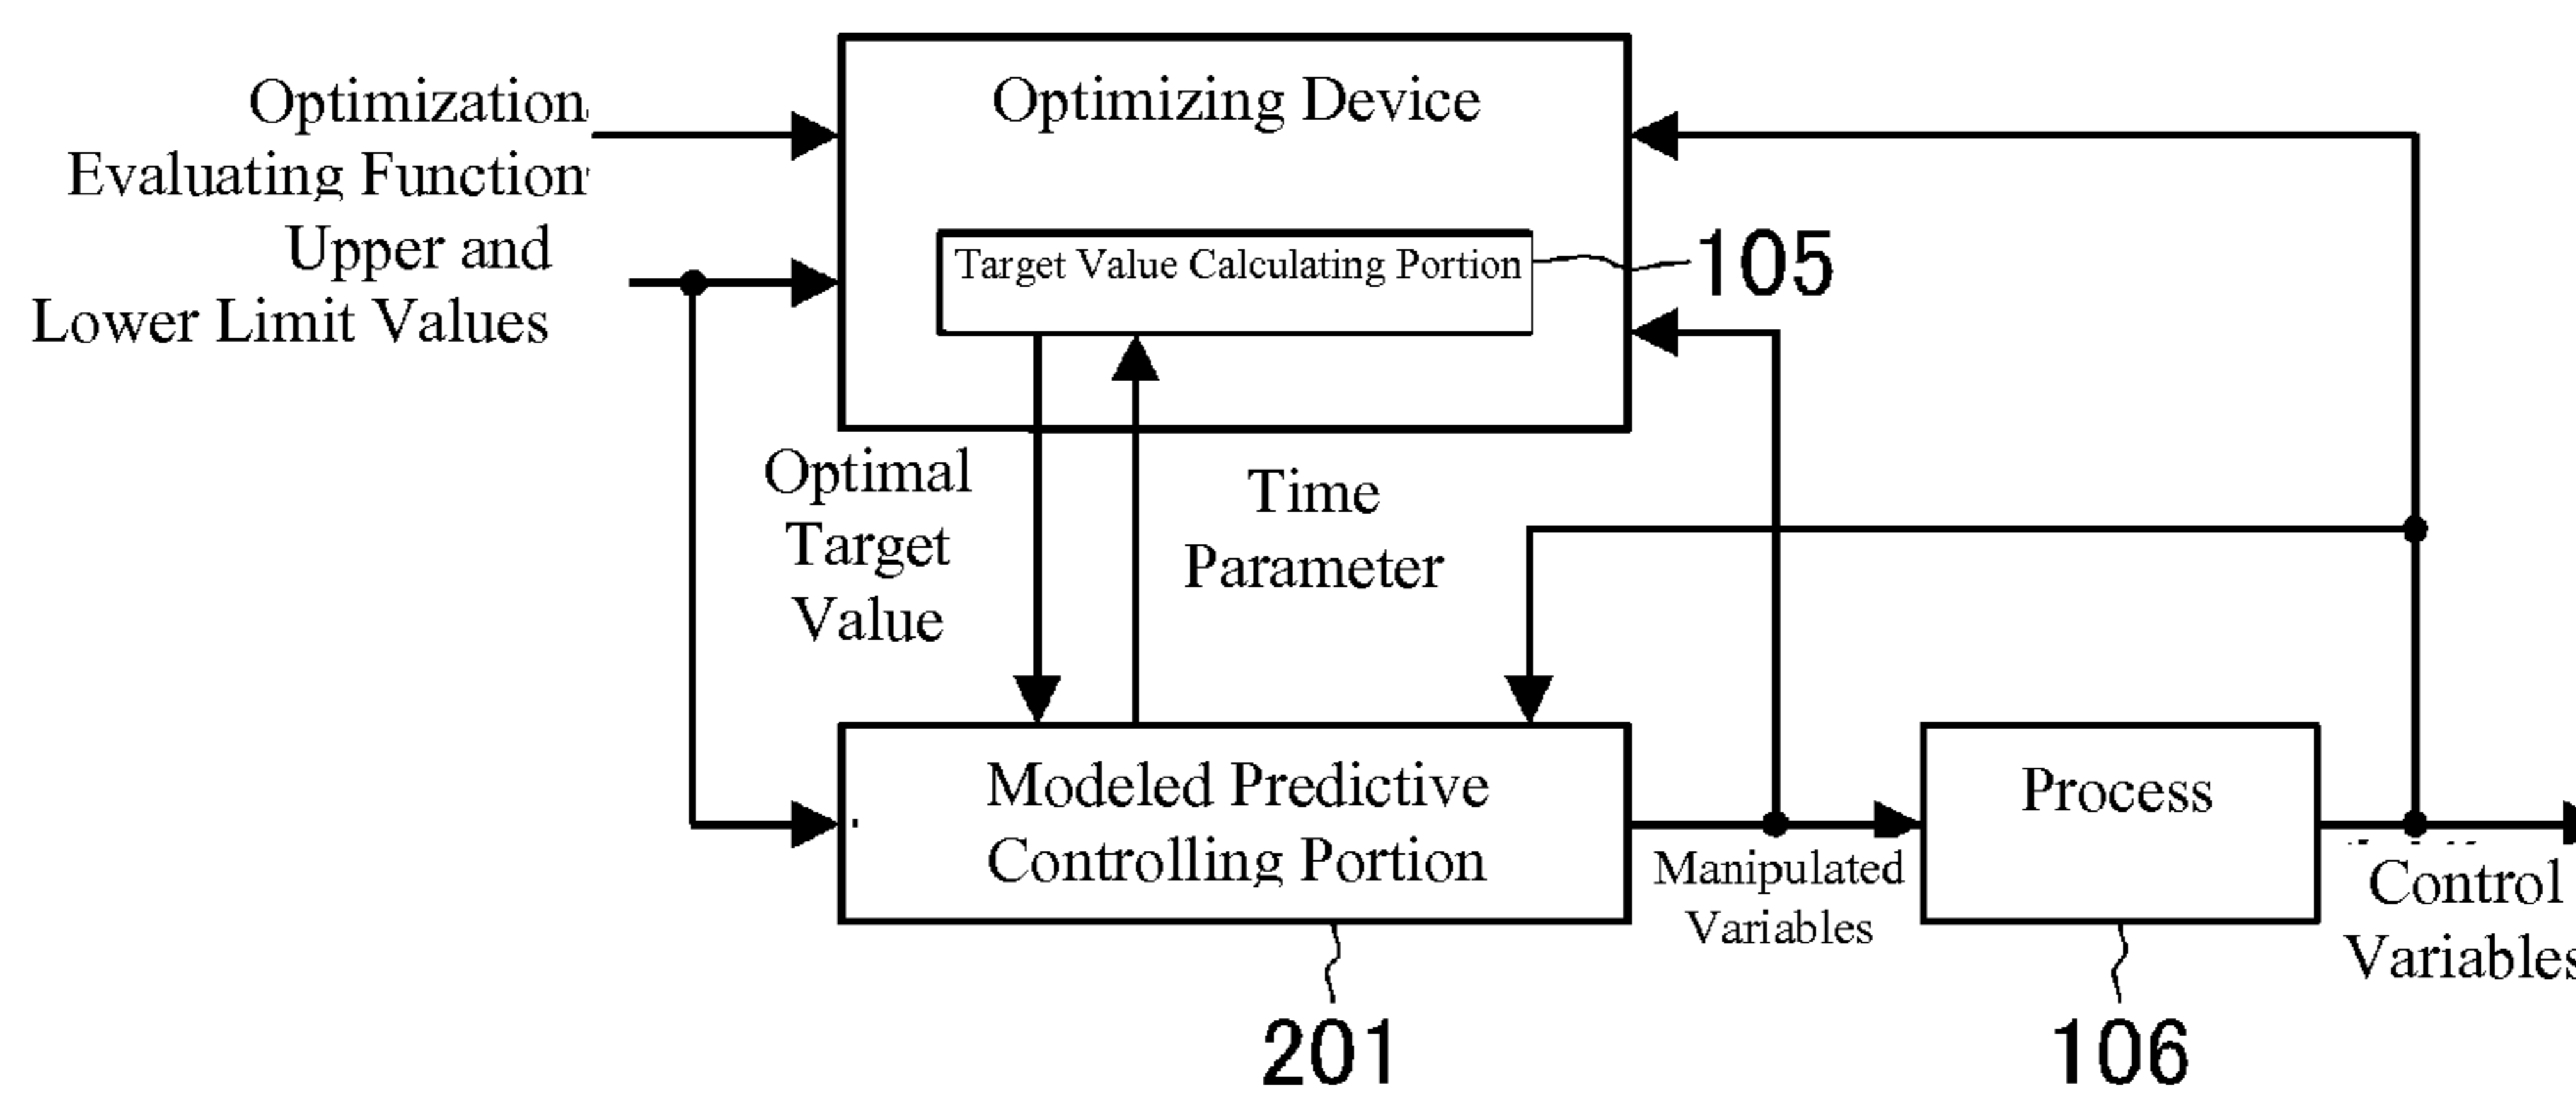 Optimization
Evaluating Function
Upper and
Lower Limit Values
Optimizing Device
Target Value Calculating Portion
105
Optimal
Target
Value
Time
Parameter
Modeled Predictive
Controlling Portion
201
Manipulated
Variables
Process
106
Control
Variables